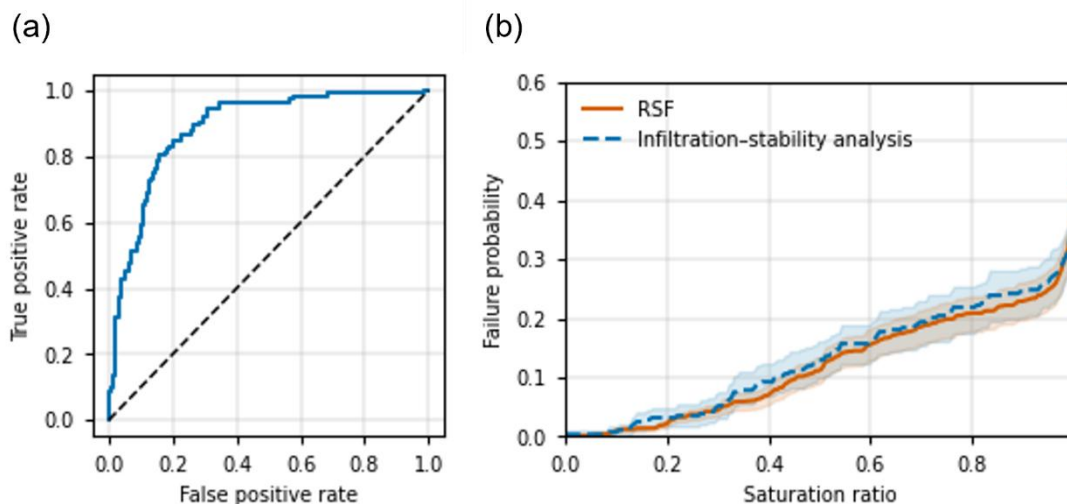 (a)
1.0
0.8
0.6
0.4
0.2
0.0
True positive rate
0.0 0.2 0.4 0.6 0.8 1.0
False positive rate
(b)
0.6
0.5
0.4
0.3
0.2
0.1
0.0
Failure probability
RSF
Infiltration–stability analysis
0.0 0.2 0.4 0.6 0.8
Saturation ratio